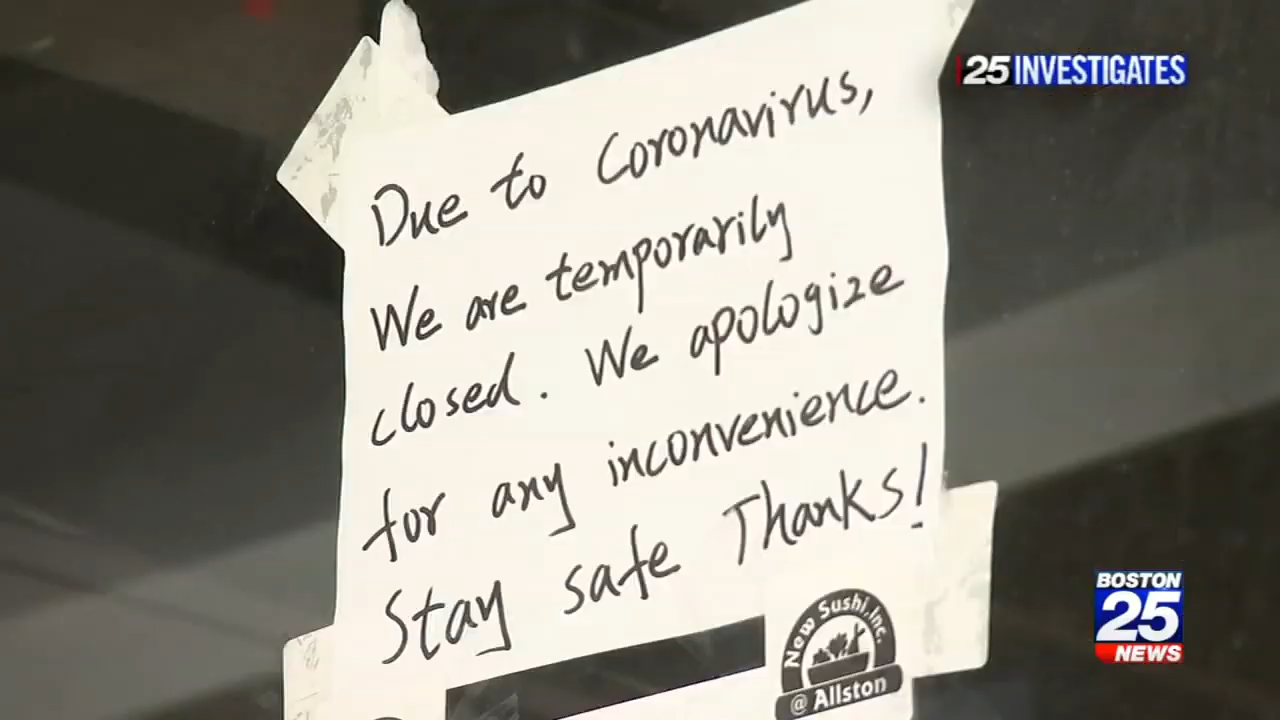 25 INVESTIGATES
Due to Coronavirus,
We are temporarily
closed. We apologize
for any inconvenience.
Stay safe Thanks!
New Sushi, Inc.
@ Allston
BOSTON
25
NEWS